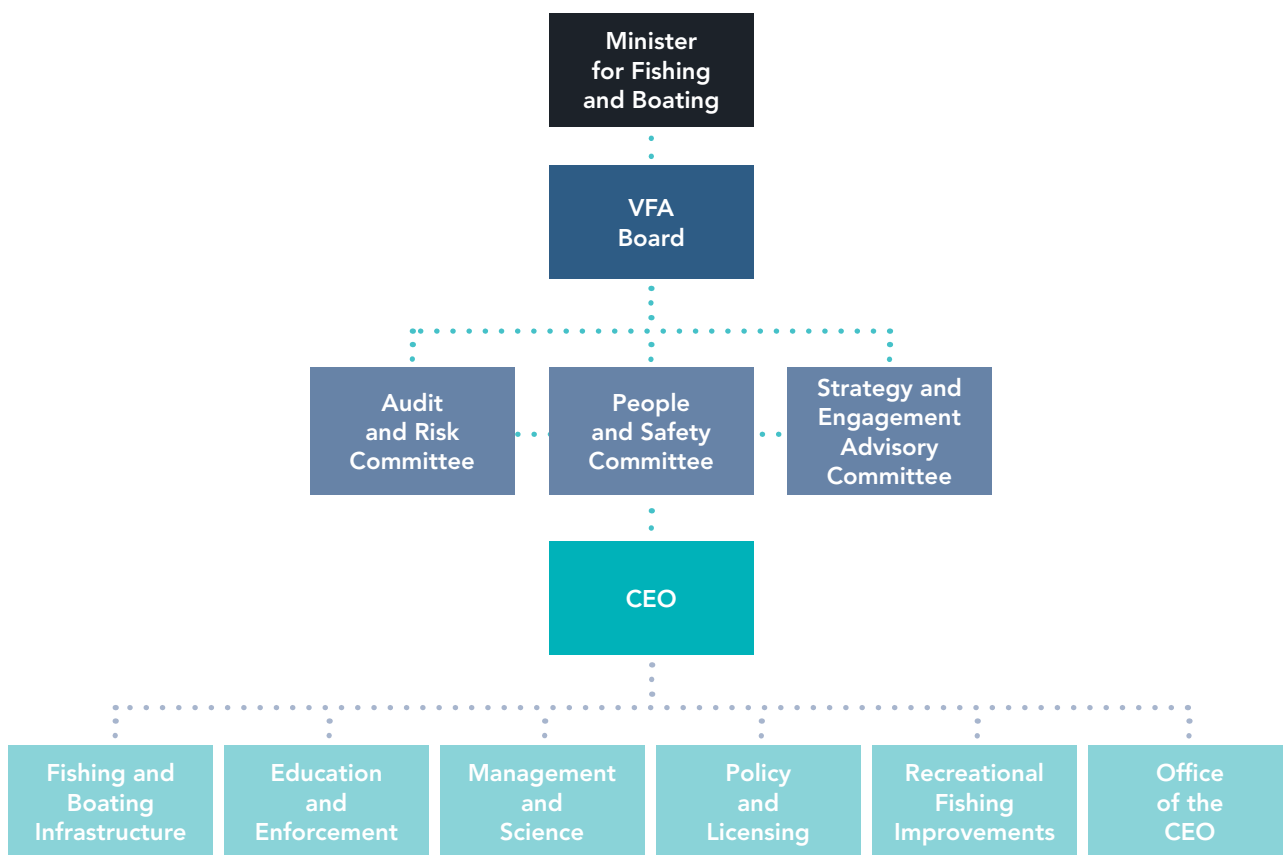 Minister
for Fishing
and Boating
VFA
Board
Audit
and Risk
Committee
People
and Safety
Committee
Strategy and
Engagement
Advisory
Committee
CEO
Fishing and
Boating
Infrastructure
Education
and
Enforcement
Management
and
Science
Policy
and
Licensing
Recreational
Fishing
Improvements
Office
of the
CEO